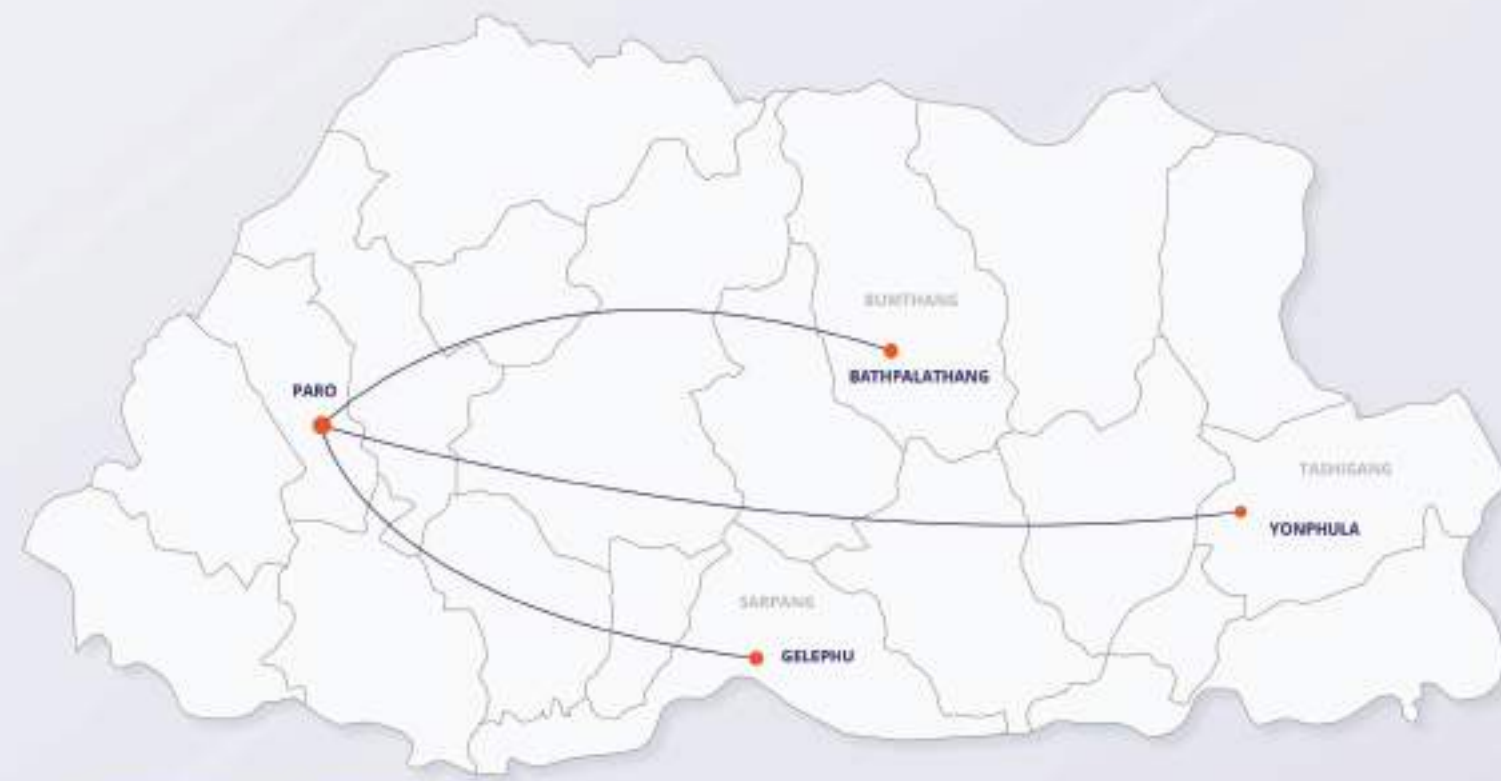 BUMTHANG
BATHPALATHANG
PARO
TASHIGANG
YONPHULA
SARPANG
GELEPHU